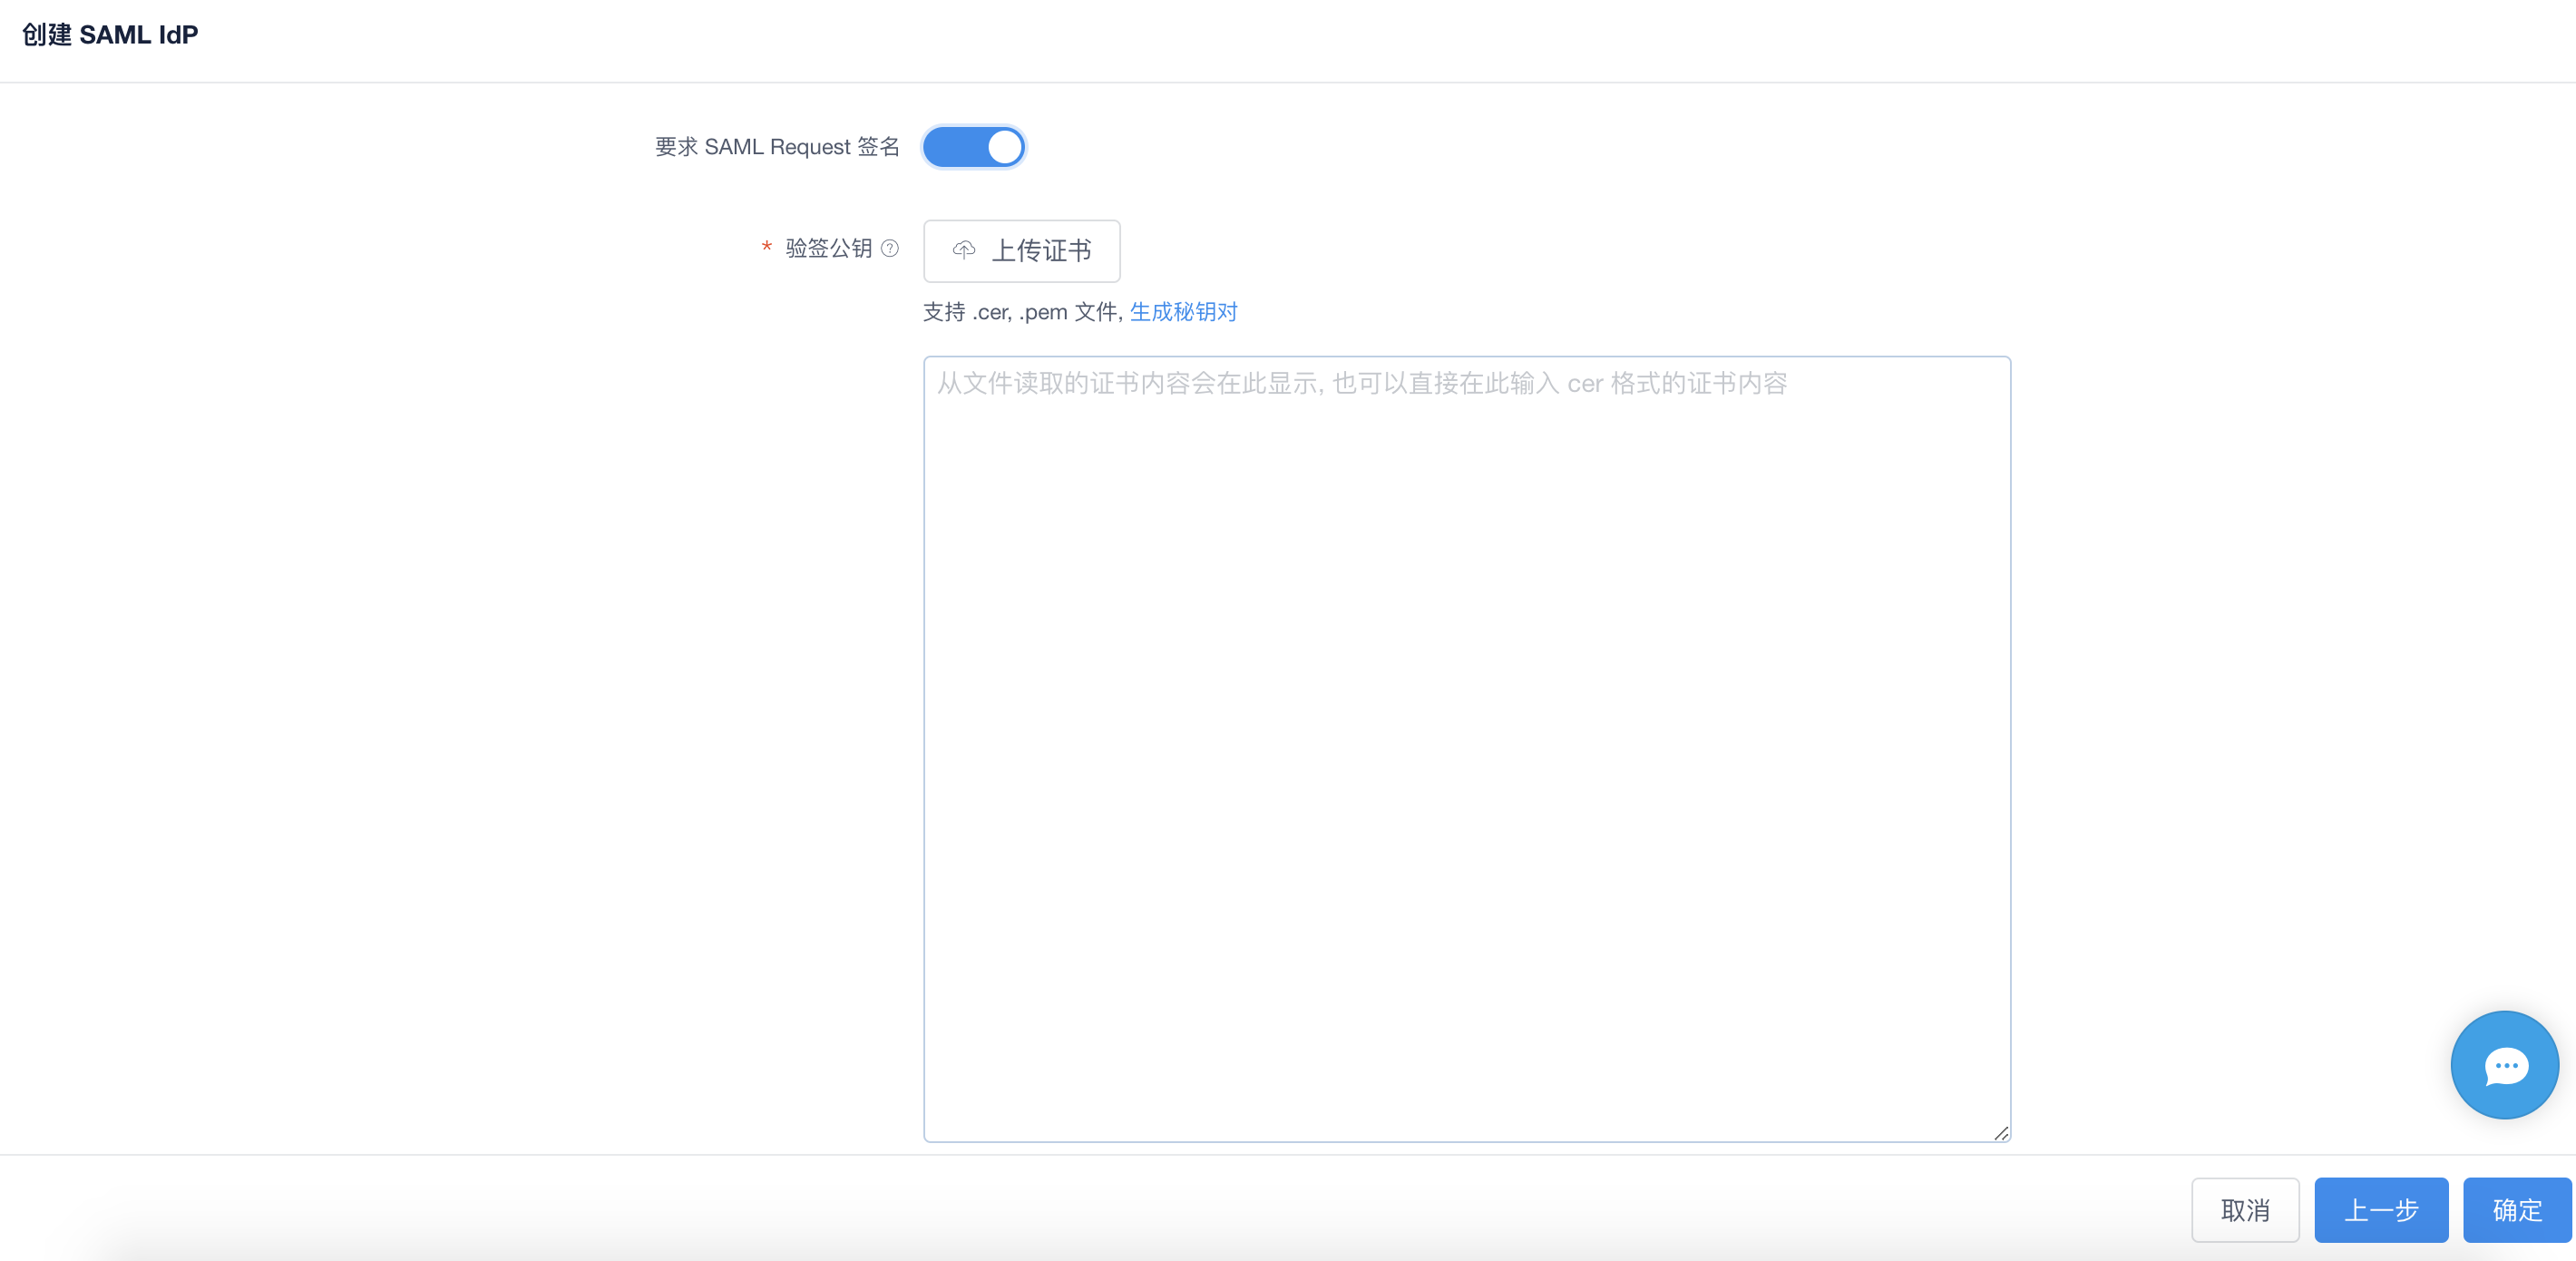 创建 SAML IdP
要求 SAML Request 签名
* 验签公钥 ?
上传证书
支持 .cer, .pem 文件, 生成秘钥对
从文件读取的证书内容会在此显示, 也可以直接在此输入 cer 格式的证书内容
取消 上一步 确定